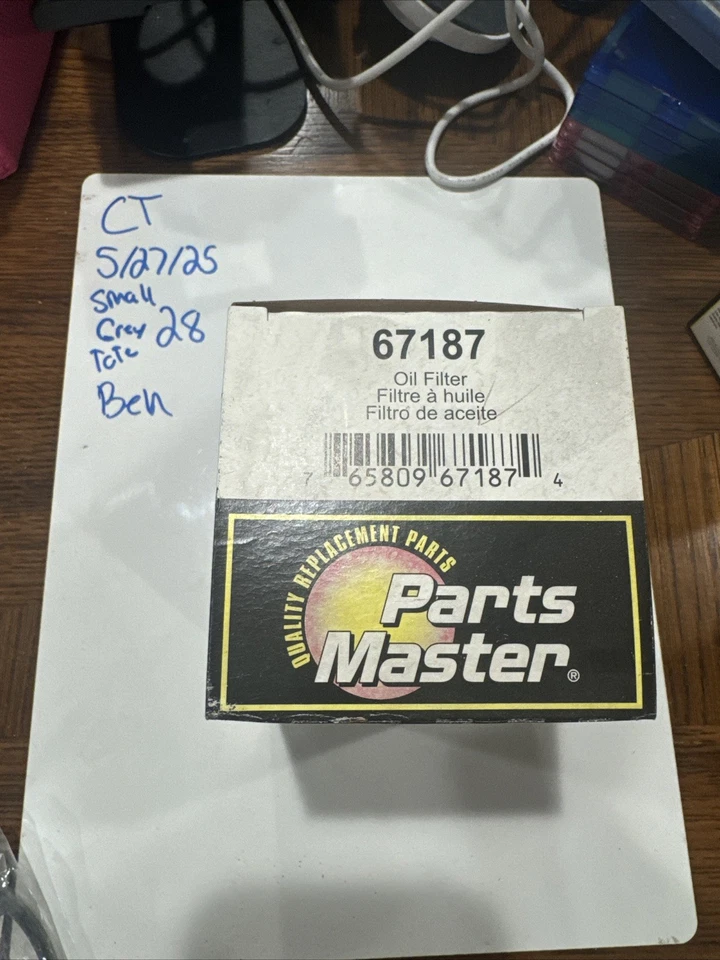 CT
5/27/25
Small
Grey 28
Tote
Ben
67187
Oil Filter
Filtre à huile
Filtro de aceite
7 65809 67187 4
QUALITY REPLACEMENT PARTS
Parts
Master®